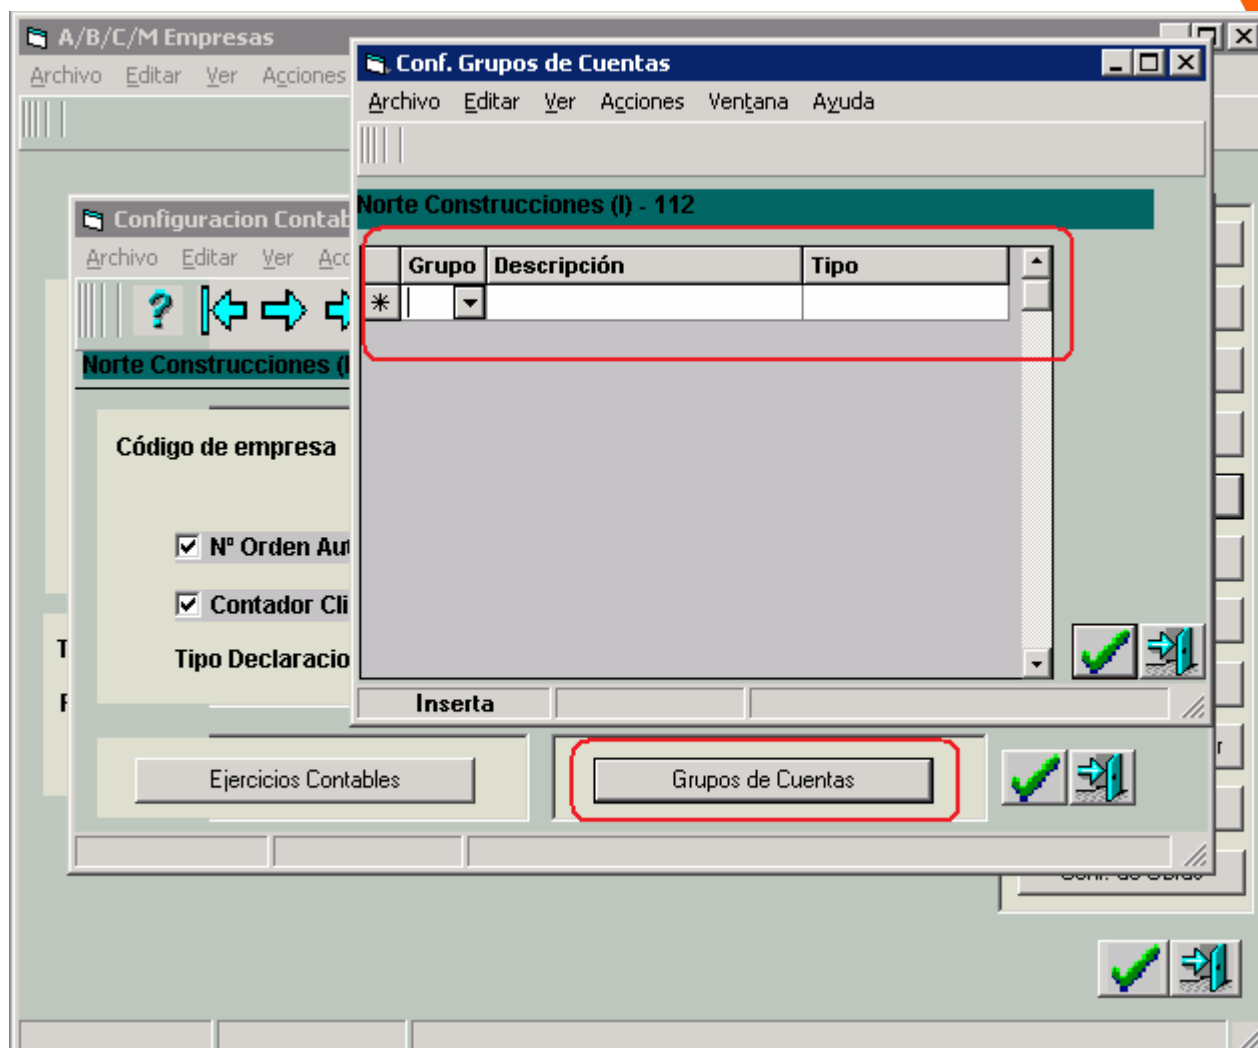 A/B/C/M Empresas
Archivo Editar Ver Acciones
Conf. Grupos de Cuentas
Archivo Editar Ver Acciones Ventana Ayuda
Norte Construcciones (I) - 112
Grupo Descripción Tipo
Inserta
Configuracion Contab
Archivo Editar Ver Acc
Norte Construcciones (I
Código de empresa
Nº Orden Aut
Contador Cli
Tipo Declaracio
Ejercicios Contables
Grupos de Cuentas